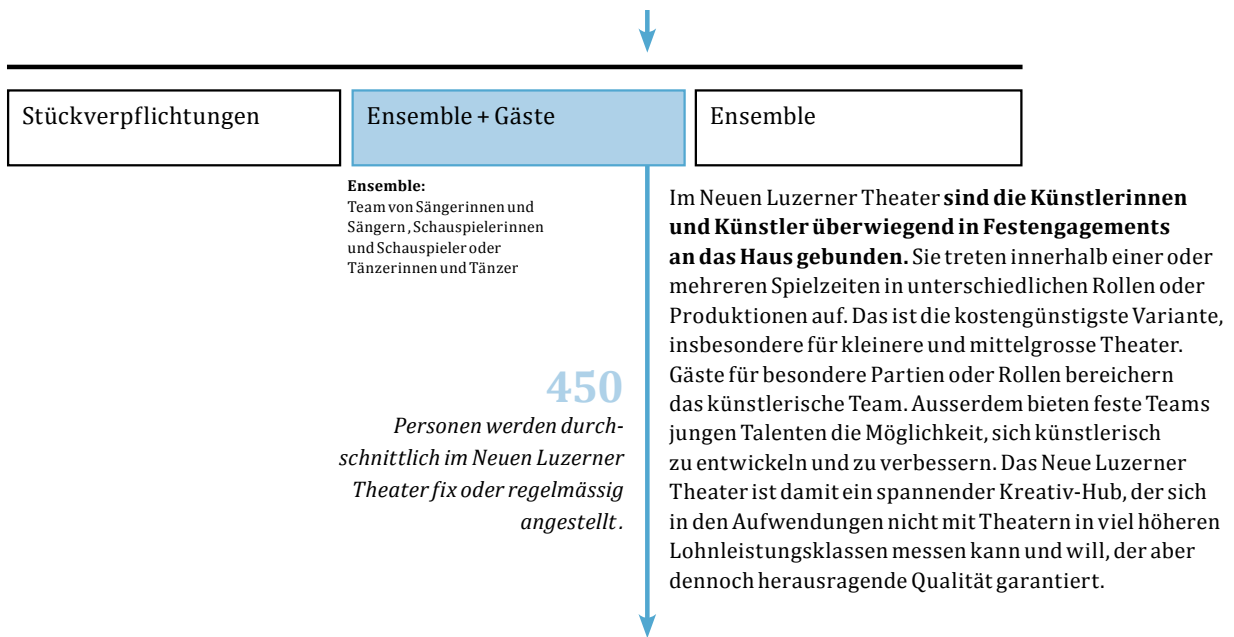 Stückverpflichtungen
Ensemble + Gäste
Ensemble
Ensemble:
Team von Sängerinnen und
Sängern, Schauspielerinnen
und Schauspieler oder
Tänzerinnen und Tänzer
450
Personen werden durch-
schnittlich im Neuen Luzerner
Theater fix oder regelmässig
angestellt.
Im Neuen Luzerner Theater sind die Künstlerinnen
und Künstler überwiegend in Festengagements
an das Haus gebunden. Sie treten innerhalb einer oder
mehreren Spielzeiten in unterschiedlichen Rollen oder
Produktionen auf. Das ist die kostengünstigste Variante,
insbesondere für kleinere und mittelgrosse Theater.
Gäste für besondere Partien oder Rollen bereichern
das künstlerische Team. Ausserdem bieten feste Teams
jungen Talenten die Möglichkeit, sich künstlerisch
zu entwickeln und zu verbessern. Das Neue Luzerner
Theater ist damit ein spannender Kreativ-Hub, der sich
in den Aufwendungen nicht mit Theatern in viel höheren
Lohnleistungsklassen messen kann und will, der aber
dennoch herausragende Qualität garantiert.